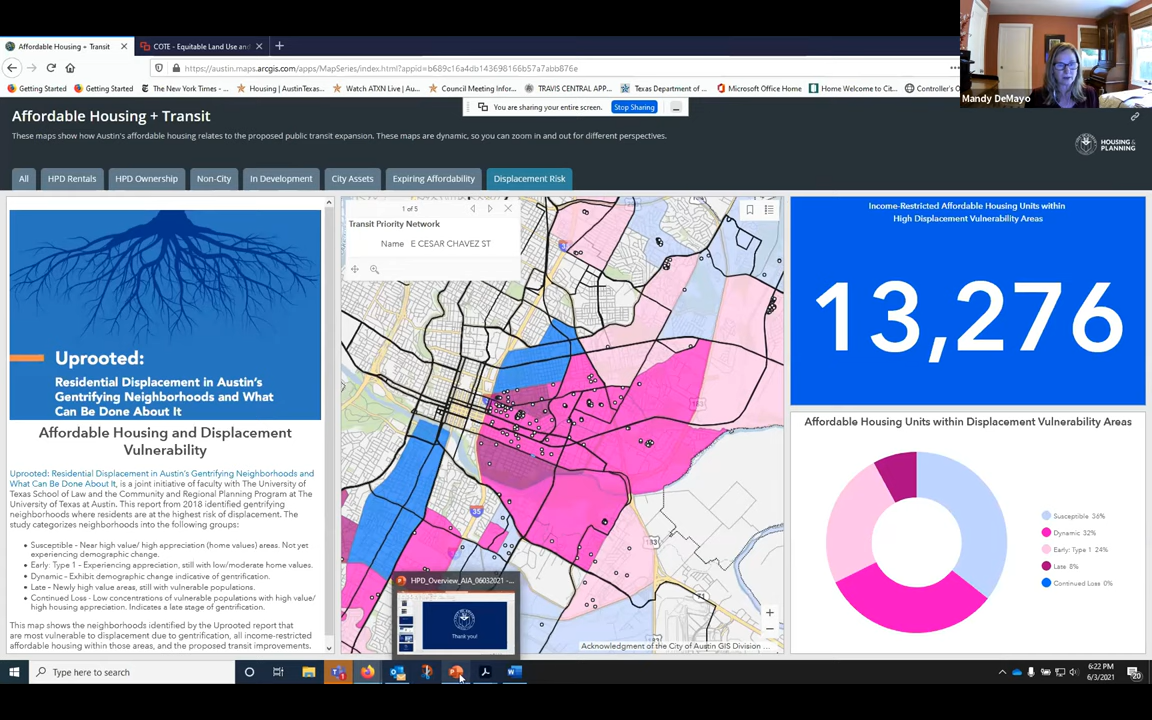 Affordable Housing + Transit
COTE - Equitable Land Use and
https://austin.maps.arcgis.com/apps/MapSeries/index.html?appid=b689c16a4db143698166b57a7abb876e
Getting Started
Getting Started
The New York Times - ...
Housing | AustinTexas...
Watch ATXN Live | Au...
Council Meeting Infor...
TRAVIS CENTRAL APP...
Texas Department of ...
Microsoft Office Home
Home Welcome to Cit...
Controller's O
Mandy DeMayo
You are sharing your entire screen.
Stop Sharing
Affordable Housing + Transit
These maps show how Austin's affordable housing relates to the proposed public transit expansion. These maps are dynamic, so you can zoom in and out for different perspectives.
HOUSING
& PLANNING
All
HPD Rentals
HPD Ownership
Non-City
In Development
City Assets
Expiring Affordability
Displacement Risk
Uprooted:
Residential Displacement in Austin's
Gentrifying Neighborhoods and What
Can Be Done About It
Affordable Housing and Displacement
Vulnerability
Uprooted: Residential Displacement in Austin's Gentrifying Neighborhoods and
What Can Be Done About It, is a joint initiative of faculty with The University of
Texas School of Law and the Community and Regional Planning Program at The
University of Texas at Austin. This report from 2018 identified gentrifying
neighborhoods where residents are at the highest risk of displacement. The
study categorizes neighborhoods into the following groups:
Susceptible - Near high value/ high appreciation (home values) areas. Not yet
experiencing demographic change.
Early: Type 1 - Experiencing appreciation, still with low/moderate home values.
Dynamic - Exhibit demographic change indicative of gentrification.
Late - Newly high value areas, still with vulnerable populations.
Continued Loss - Low concentrations of vulnerable populations with high value/
high housing appreciation. Indicates a late stage of gentrification.
This map shows the neighborhoods identified by the Uprooted report that
are most vulnerable to displacement due to gentrification, all income-restricted
affordable housing within those areas, and the proposed transit improvements.
1 of 5
Transit Priority Network
Name E CESAR CHAVEZ ST
35
183
183
71
Acknowledgment of the City of Austin GIS Division ...
HPD_Overview_AIA_06032021 -...
Thank you!
Income-Restricted Affordable Housing Units within
High Displacement Vulnerability Areas
13,276
Affordable Housing Units within Displacement Vulnerability Areas
Susceptible 36%
Dynamic 32%
Early: Type 1 24%
Late 8%
Continued Loss 0%
Type here to search
6:22 PM
6/3/2021
20